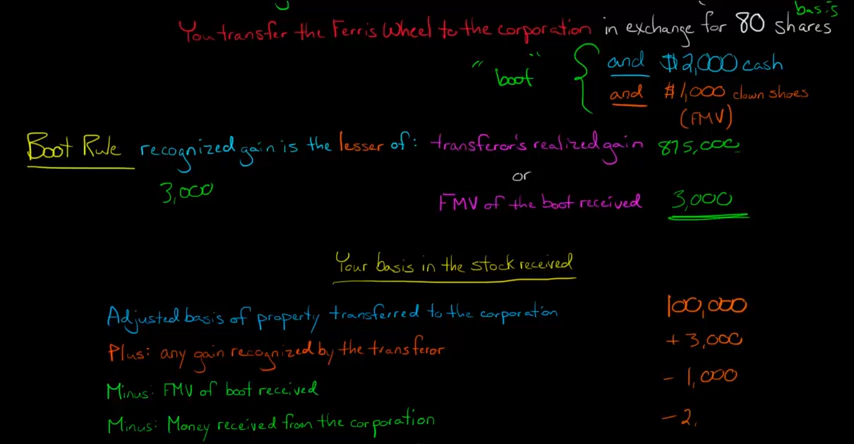 basis
You transfer the Ferris Wheel to the corporation in exchange for 80 shares
"boot" { and $2,000 cash
and $1,000 clown shoes
(FMV)
Boot Rule recognized gain is the lesser of: transferor's realized gain 875,000
or
3,000
FMV of the boot received 3,000
Your basis in the stock received
Adjusted basis of property transferred to the corporation 100,000
Plus: any gain recognized by the transferor + 3,000
Minus: FMV of boot received - 1,000
Minus: Money received from the corporation - 2,